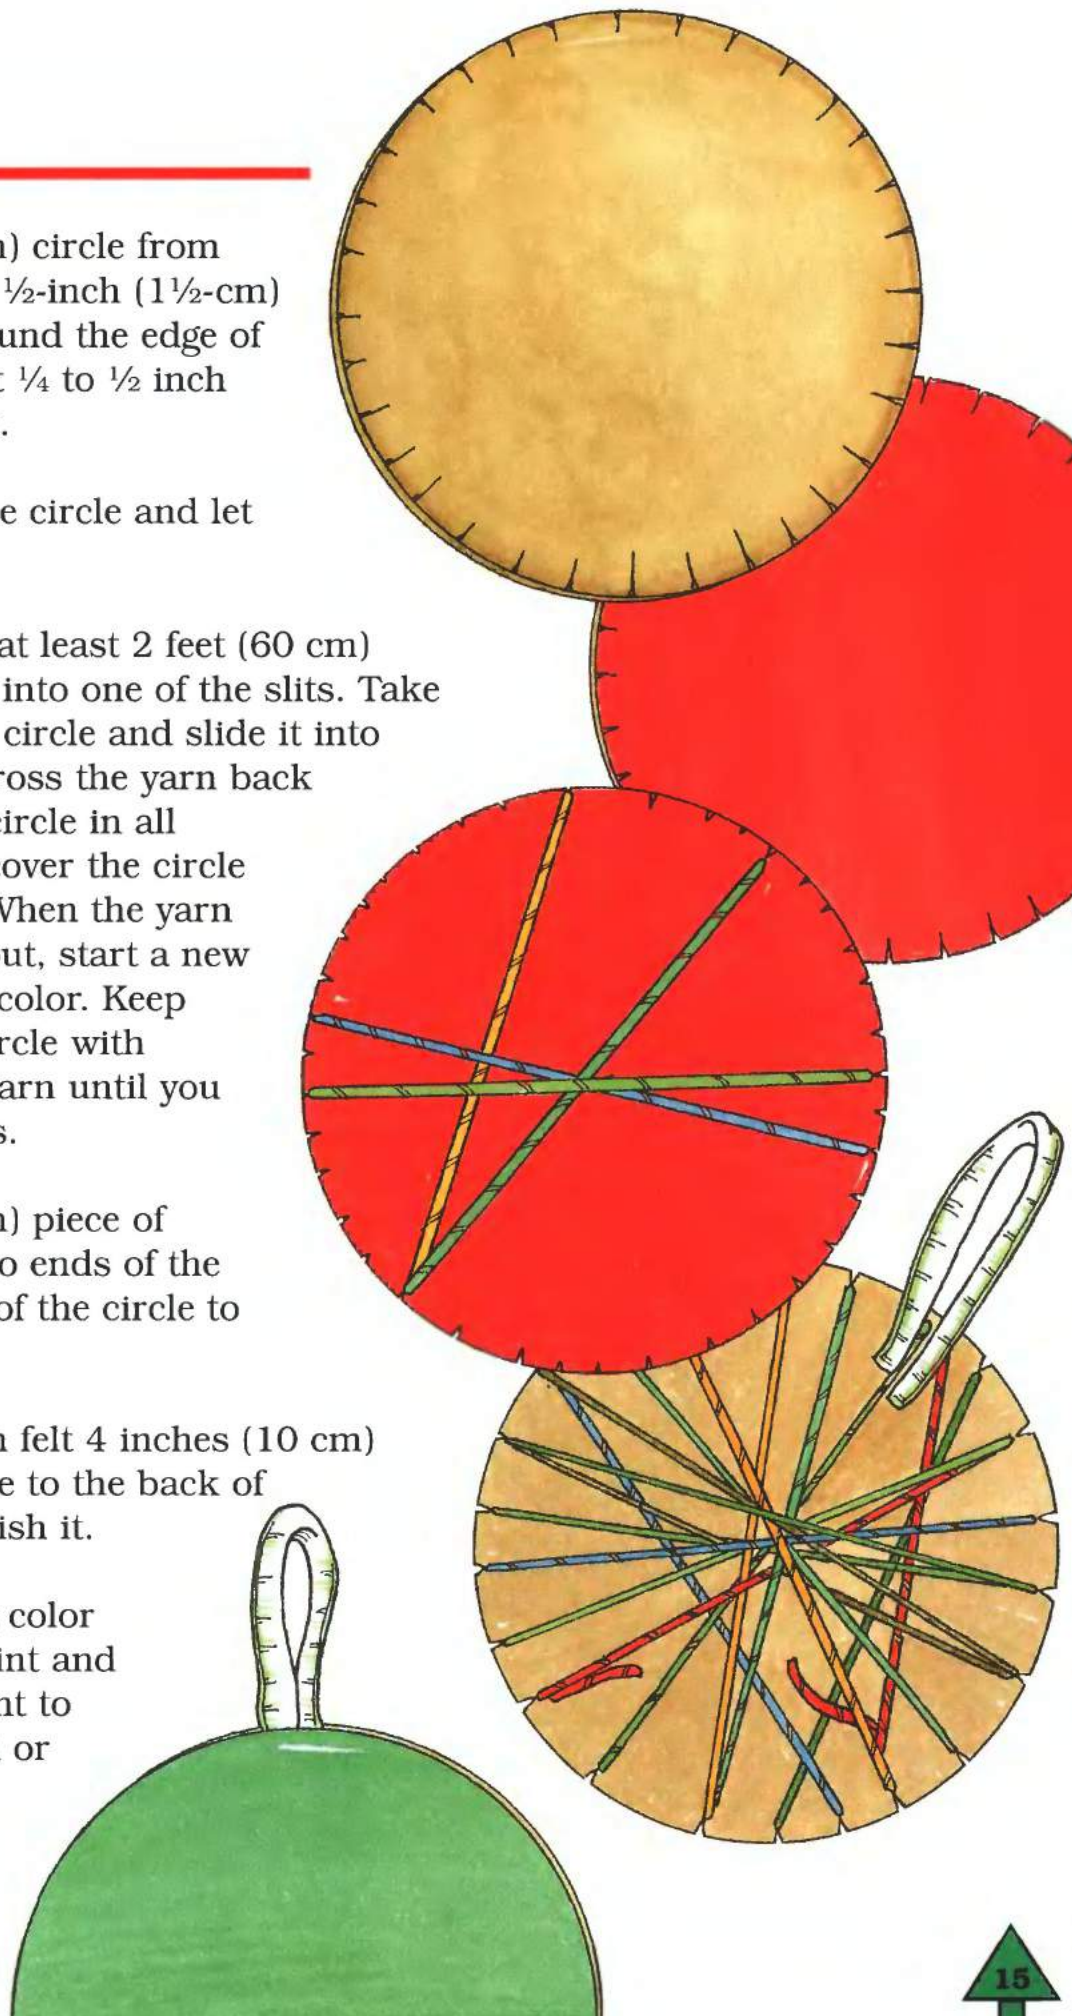 ) circle from
½-inch (1½-cm)
und the edge of
¼ to ½ inch
.
e circle and let
at least 2 feet (60 cm)
into one of the slits. Take
circle and slide it into
ross the yarn back
circle in all
cover the circle
When the yarn
out, start a new
color. Keep
rcle with
arn until you
s.
) piece of
o ends of the
of the circle to
felt 4 inches (10 cm)
e to the back of
ish it.
color
int and
nt to
or
15